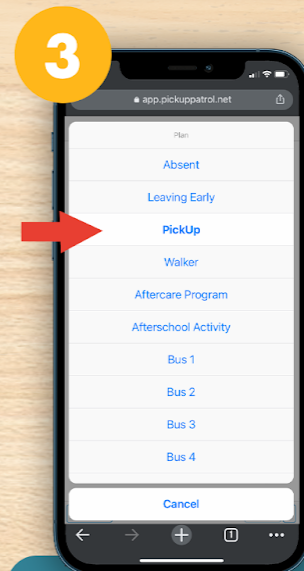 3
app.pickuppatrol.net
Plan
Absent
Leaving Early
PickUp
Walker
Aftercare Program
Afterschool Activity
Bus 1
Bus 2
Bus 3
Bus 4
Cancel
1